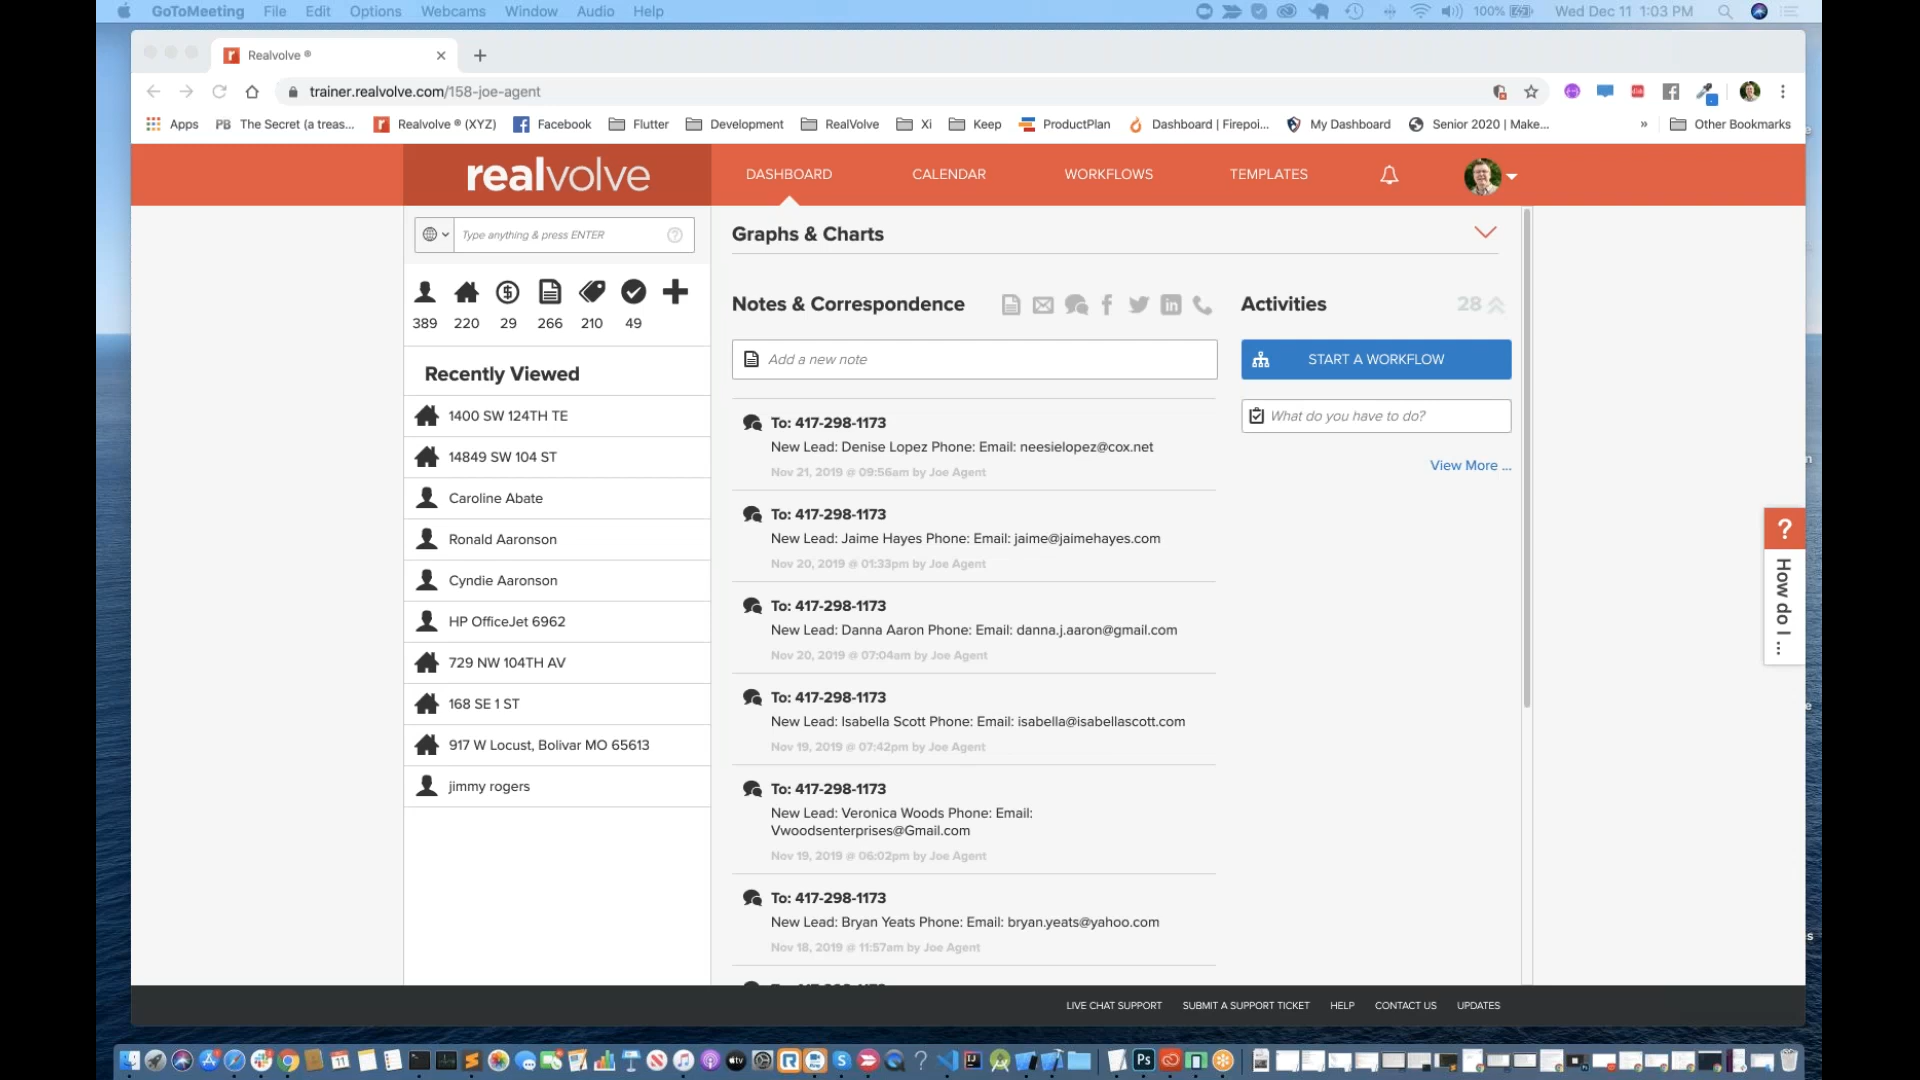 GoToMeeting File Edit Options Webcams Window Audio Help 100% Wed Dec 11 1:03 PM
Realvolve ®
trainer.realvolve.com/158-joe-agent
Apps The Secret (a treas... Realvolve ® (XYZ) Facebook Flutter Development RealVolve Xi Keep ProductPlan Dashboard | Firepoi... My Dashboard Senior 2020 | Make... » Other Bookmarks
realvolve DASHBOARD CALENDAR WORKFLOWS TEMPLATES
Type anything & press ENTER
389 220 29 266 210 49
Recently Viewed
1400 SW 124TH TE
14849 SW 104 ST
Caroline Abate
Ronald Aaronson
Cyndie Aaronson
HP OfficeJet 6962
729 NW 104TH AV
168 SE 1 ST
917 W Locust, Bolivar MO 65613
jimmy rogers
Graphs & Charts
Notes & Correspondence
Add a new note
To: 417-298-1173
New Lead: Denise Lopez Phone: Email: neesielopez@cox.net
Nov 21, 2019 @ 09:56am by Joe Agent
To: 417-298-1173
New Lead: Jaime Hayes Phone: Email: jaime@jaimehayes.com
Nov 20, 2019 @ 01:33pm by Joe Agent
To: 417-298-1173
New Lead: Danna Aaron Phone: Email: danna.j.aaron@gmail.com
Nov 20, 2019 @ 07:04am by Joe Agent
To: 417-298-1173
New Lead: Isabella Scott Phone: Email: isabella@isabellascott.com
Nov 19, 2019 @ 07:42pm by Joe Agent
To: 417-298-1173
New Lead: Veronica Woods Phone: Email:
Vwoodsenterprises@Gmail.com
Nov 19, 2019 @ 06:02pm by Joe Agent
To: 417-298-1173
New Lead: Bryan Yeats Phone: Email: bryan.yeats@yahoo.com
Nov 18, 2019 @ 11:57am by Joe Agent
Activities 28
START A WORKFLOW
What do you have to do?
View More ...
? How do I ...
LIVE CHAT SUPPORT SUBMIT A SUPPORT TICKET HELP CONTACT US UPDATES